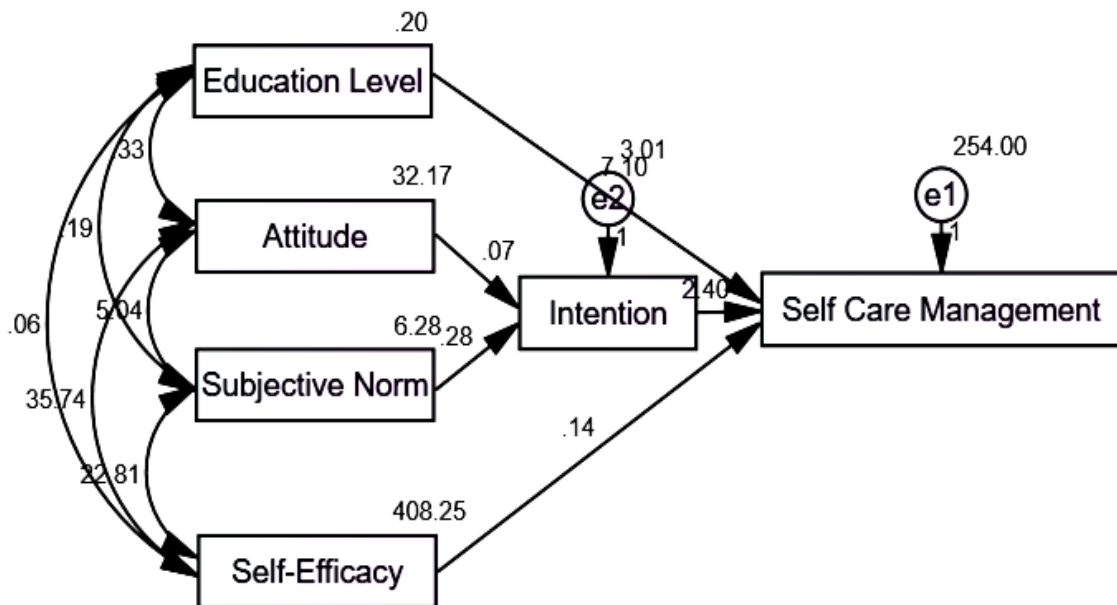 .20
Education Level
3.01
7.10
254.00
.33
32.17
e2
e1
Attitude
.07
1
1
.19
5.04
2.40
Intention
Self Care Management
.06
6.28
.28
Subjective Norm
35.74
.14
22.81
408.25
Self-Efficacy